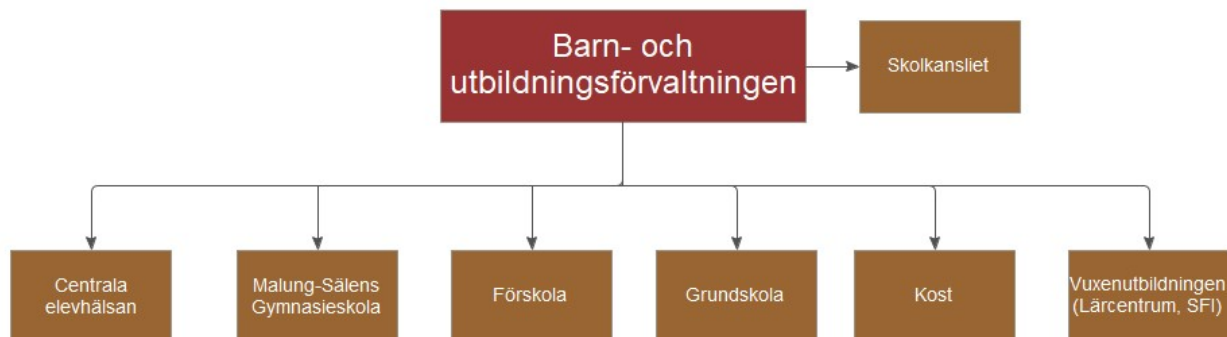 Barn- och
utbildningsförvaltningen
Skolkansliet
Centrala
elevhälsan
Malung-Sälens
Gymnasieskola
Förskola
Grundskola
Kost
Vuxenutbildningen
(Lärcentrum, SFI)